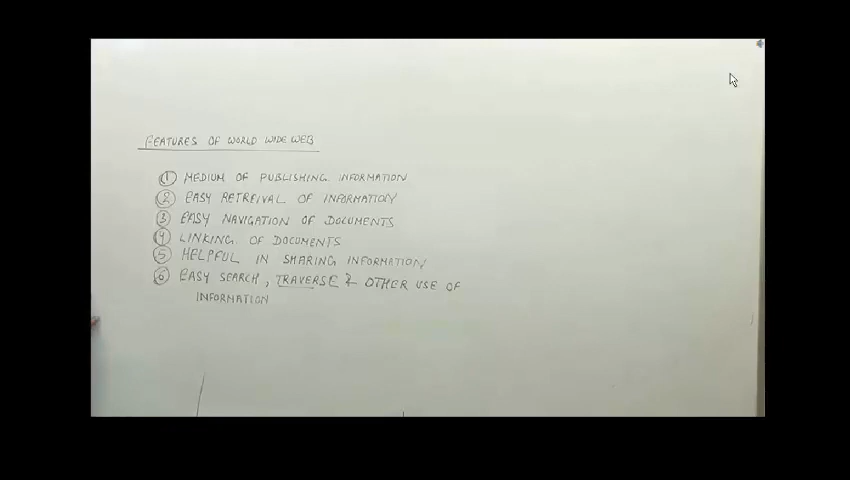 FEATURES OF WORLD WIDE WEB
① MEDIUM OF PUBLISHING INFORMATION
② EASY RETREIVAL OF INFORMATION
③ EASY NAVIGATION OF DOCUMENTS
④ LINKING OF DOCUMENTS
⑤ HELPFUL IN SHARING INFORMATION
⑥ EASY SEARCH, TRAVERSE & OTHER USE OF
INFORMATION